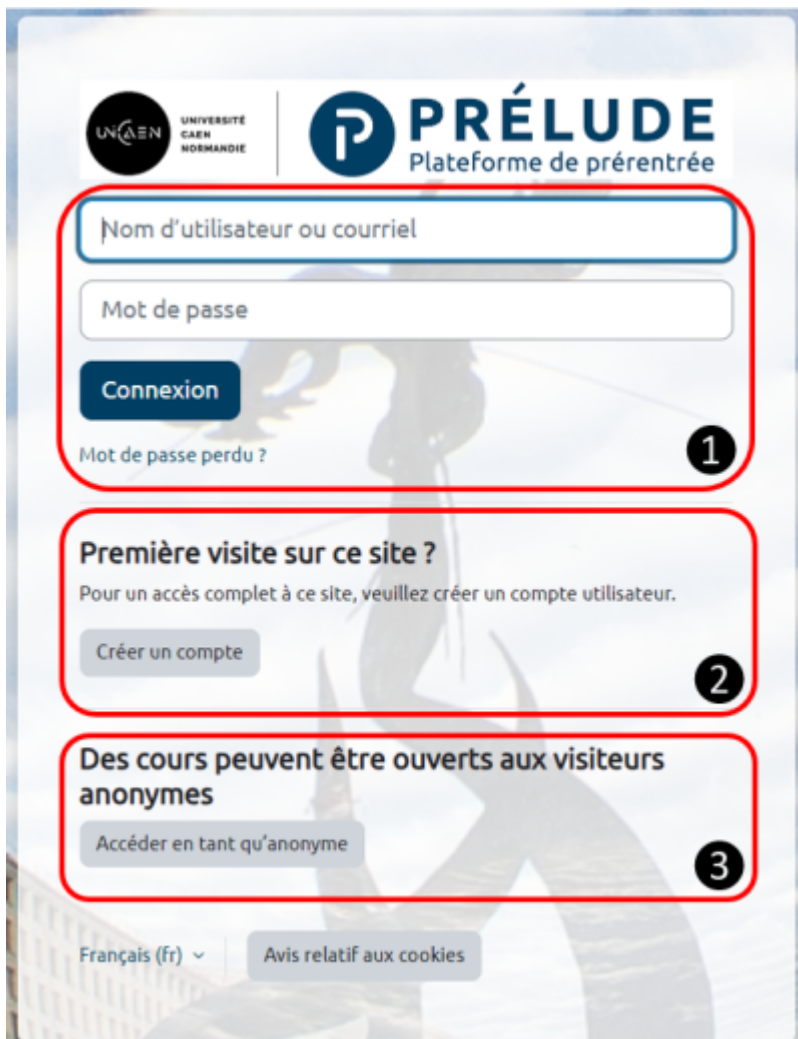 UNICAEN
UNIVERSITÉ
CAEN
NORMANDIE
PRÉLUDE
Plateforme de prérentrée
Nom d'utilisateur ou courriel
Mot de passe
Connexion
Mot de passe perdu ?
1
Première visite sur ce site ?
Pour un accès complet à ce site, veuillez créer un compte utilisateur.
Créer un compte
2
Des cours peuvent être ouverts aux visiteurs
anonymes
Accéder en tant qu'anonyme
3
Français (fr)
Avis relatif aux cookies